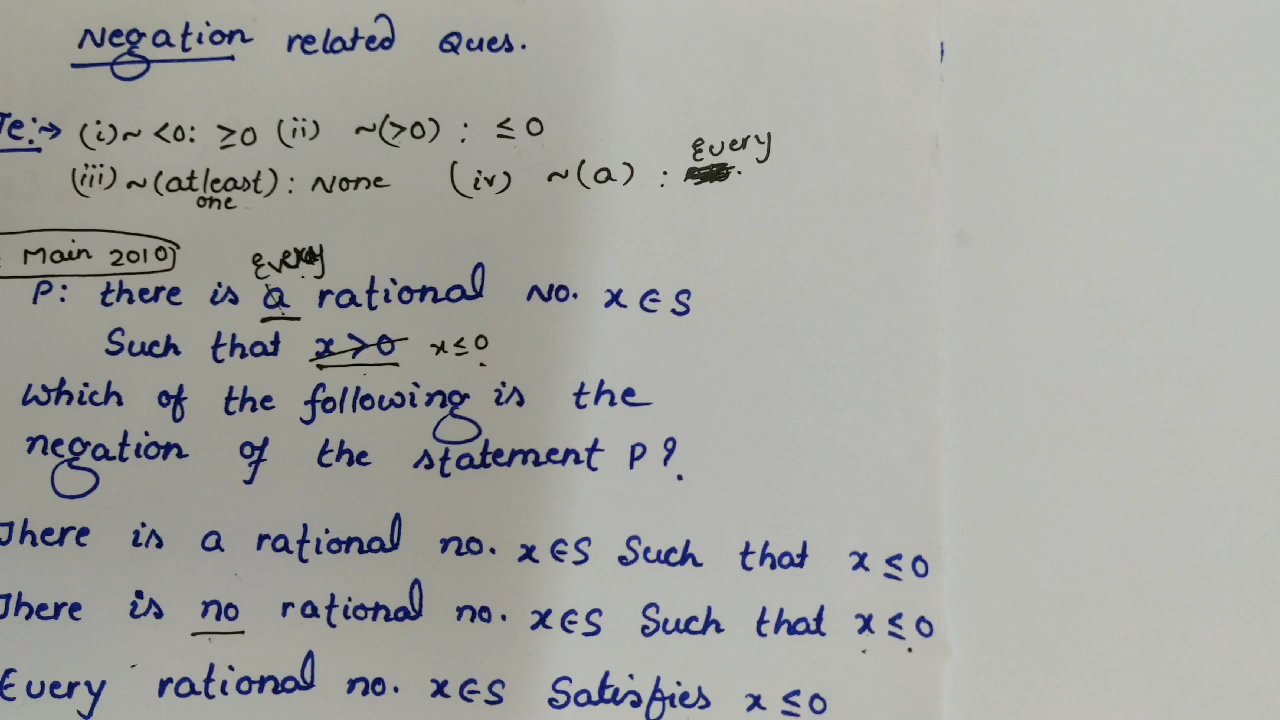 Negation related Ques.
Te:→ (i) ~ <0: ≥0 (ii) ~(>0) : ≤ 0
(iii) ~(atleast one) : None (iv) ~(a) : Every
Main 2010
Every
P: there is a rational no. x ∈ S
Such that x>0 x≤0
which of the following is the
negation of the statement P?
There is a rational no. x∈S Such that x ≤ 0
There is no rational no. x∈S Such that x ≤ 0
Every rational no. x∈S Satisfies x ≤ 0